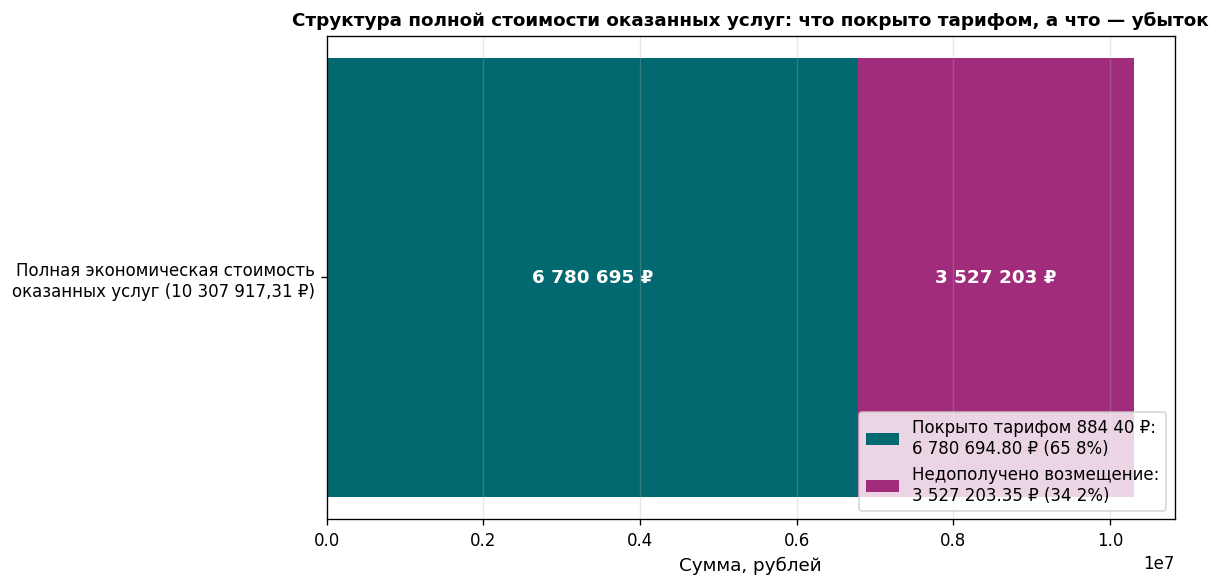 Структура полной стоимости оказанных услуг: что покрыто тарифом, а что — убыток
Полная экономическая стоимость
оказанных услуг (10 307 917,31 ₽)
6 780 695 ₽
3 527 203 ₽
Покрыто тарифом 884 40 ₽:
6 780 694.80 ₽ (65 8%)
Недополучено возмещение:
3 527 203.35 ₽ (34 2%)
0.0
0.2
0.4
0.6
0.8
1.0
1e7
Сумма, рублей